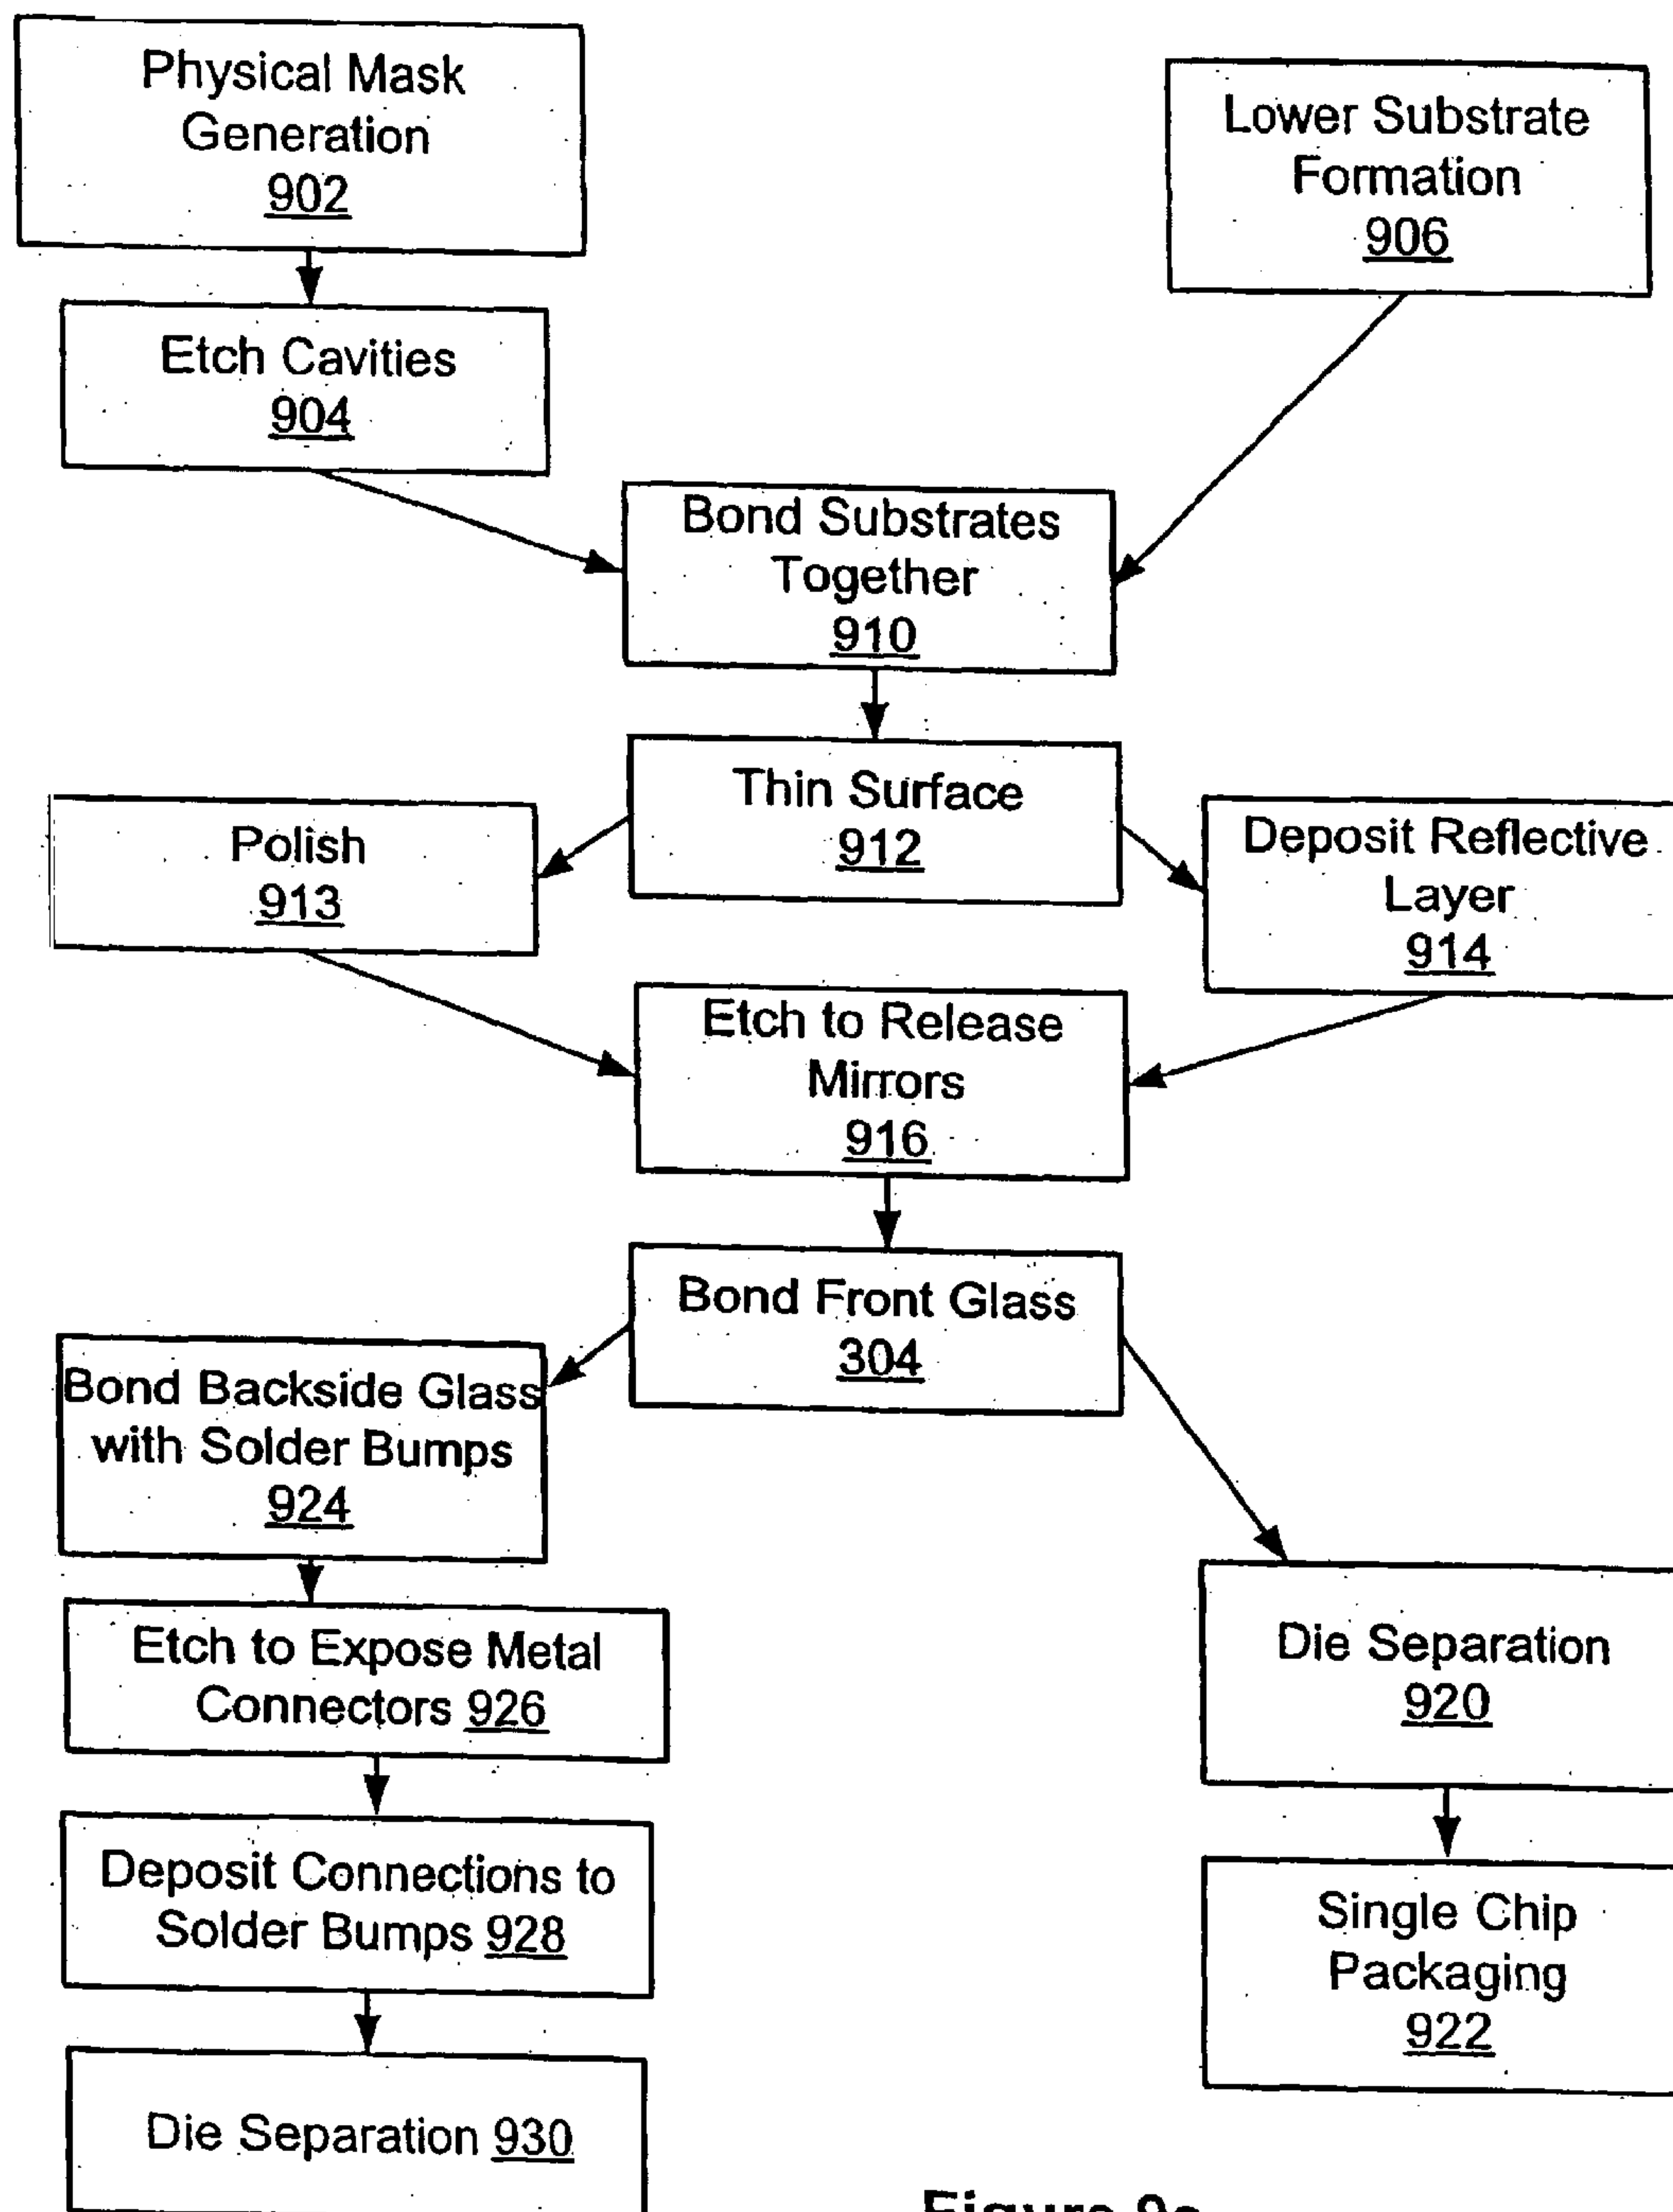 Physical Mask
Generation
902
Lower Substrate
Formation
906
Etch Cavities
904
Bond Substrates
Together
910
Thin Surface
912
Polish
913
Deposit Reflective
Layer
914
Etch to Release
Mirrors
916
Bond Front Glass
304
Bond Backside Glass
with Solder Bumps
924
Etch to Expose Metal
Connectors 926
Die Separation
920
Deposit Connections to
Solder Bumps 928
Single Chip
Packaging
922
Die Separation 930
Figure